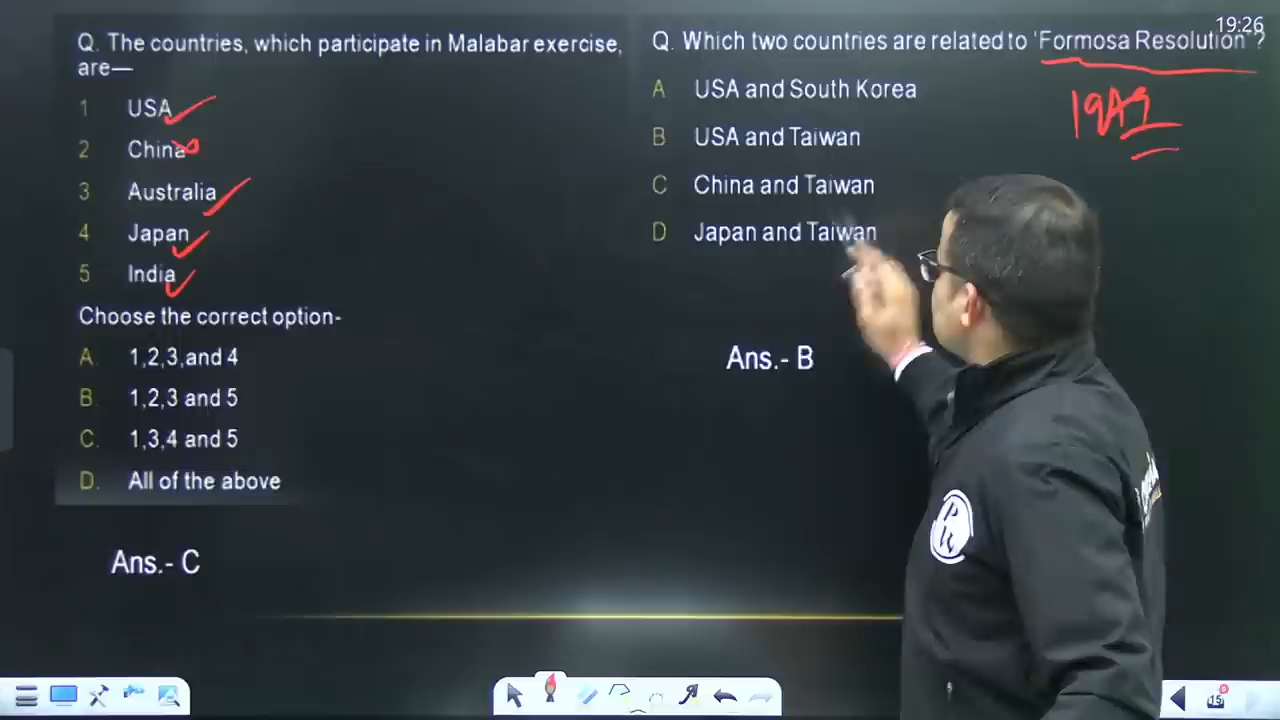 19:26
Q. The countries, which participate in Malabar exercise,
are—
1 USA
2 China
3 Australia
4 Japan
5 India
Choose the correct option-
A. 1,2,3,and 4
B. 1,2,3 and 5
C. 1,3,4 and 5
D. All of the above
Ans.- C
Q. Which two countries are related to 'Formosa Resolution'?
A USA and South Korea
B USA and Taiwan
C China and Taiwan
D Japan and Taiwan
Ans.- B